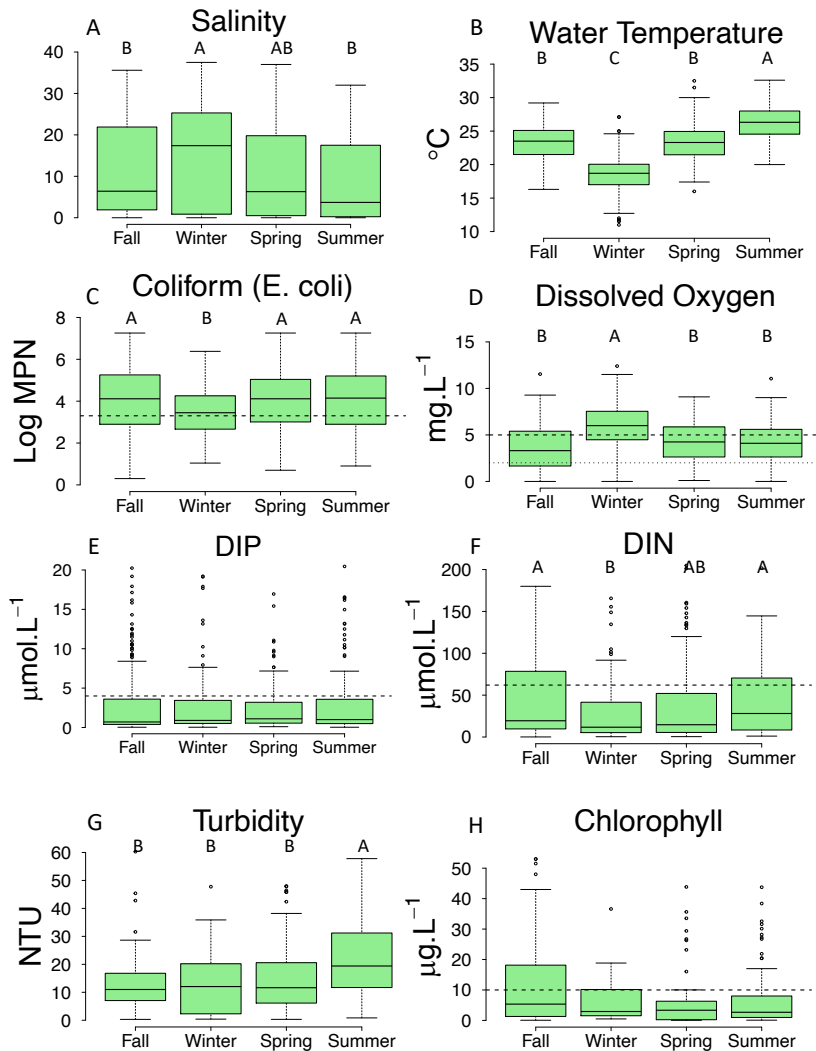 A
Salinity
B A AB B
40
30
20
10
0
Fall Winter Spring Summer
B
Water Temperature
B C B A
°C
35
30
25
20
15
10
Fall Winter Spring Summer
C
Coliform (E. coli)
A B A A
Log MPN
8
6
4
2
0
Fall Winter Spring Summer
D
Dissolved Oxygen
B A B B
mg.L−1
15
10
5
0
Fall Winter Spring Summer
E
DIP
μmol.L−1
20
15
10
5
0
Fall Winter Spring Summer
F
DIN
A B AB A
μmol.L−1
200
150
100
50
0
Fall Winter Spring Summer
G
Turbidity
B B B A
NTU
60
50
40
30
20
10
0
Fall Winter Spring Summer
H
Chlorophyll
μg.L−1
50
40
30
20
10
0
Fall Winter Spring Summer